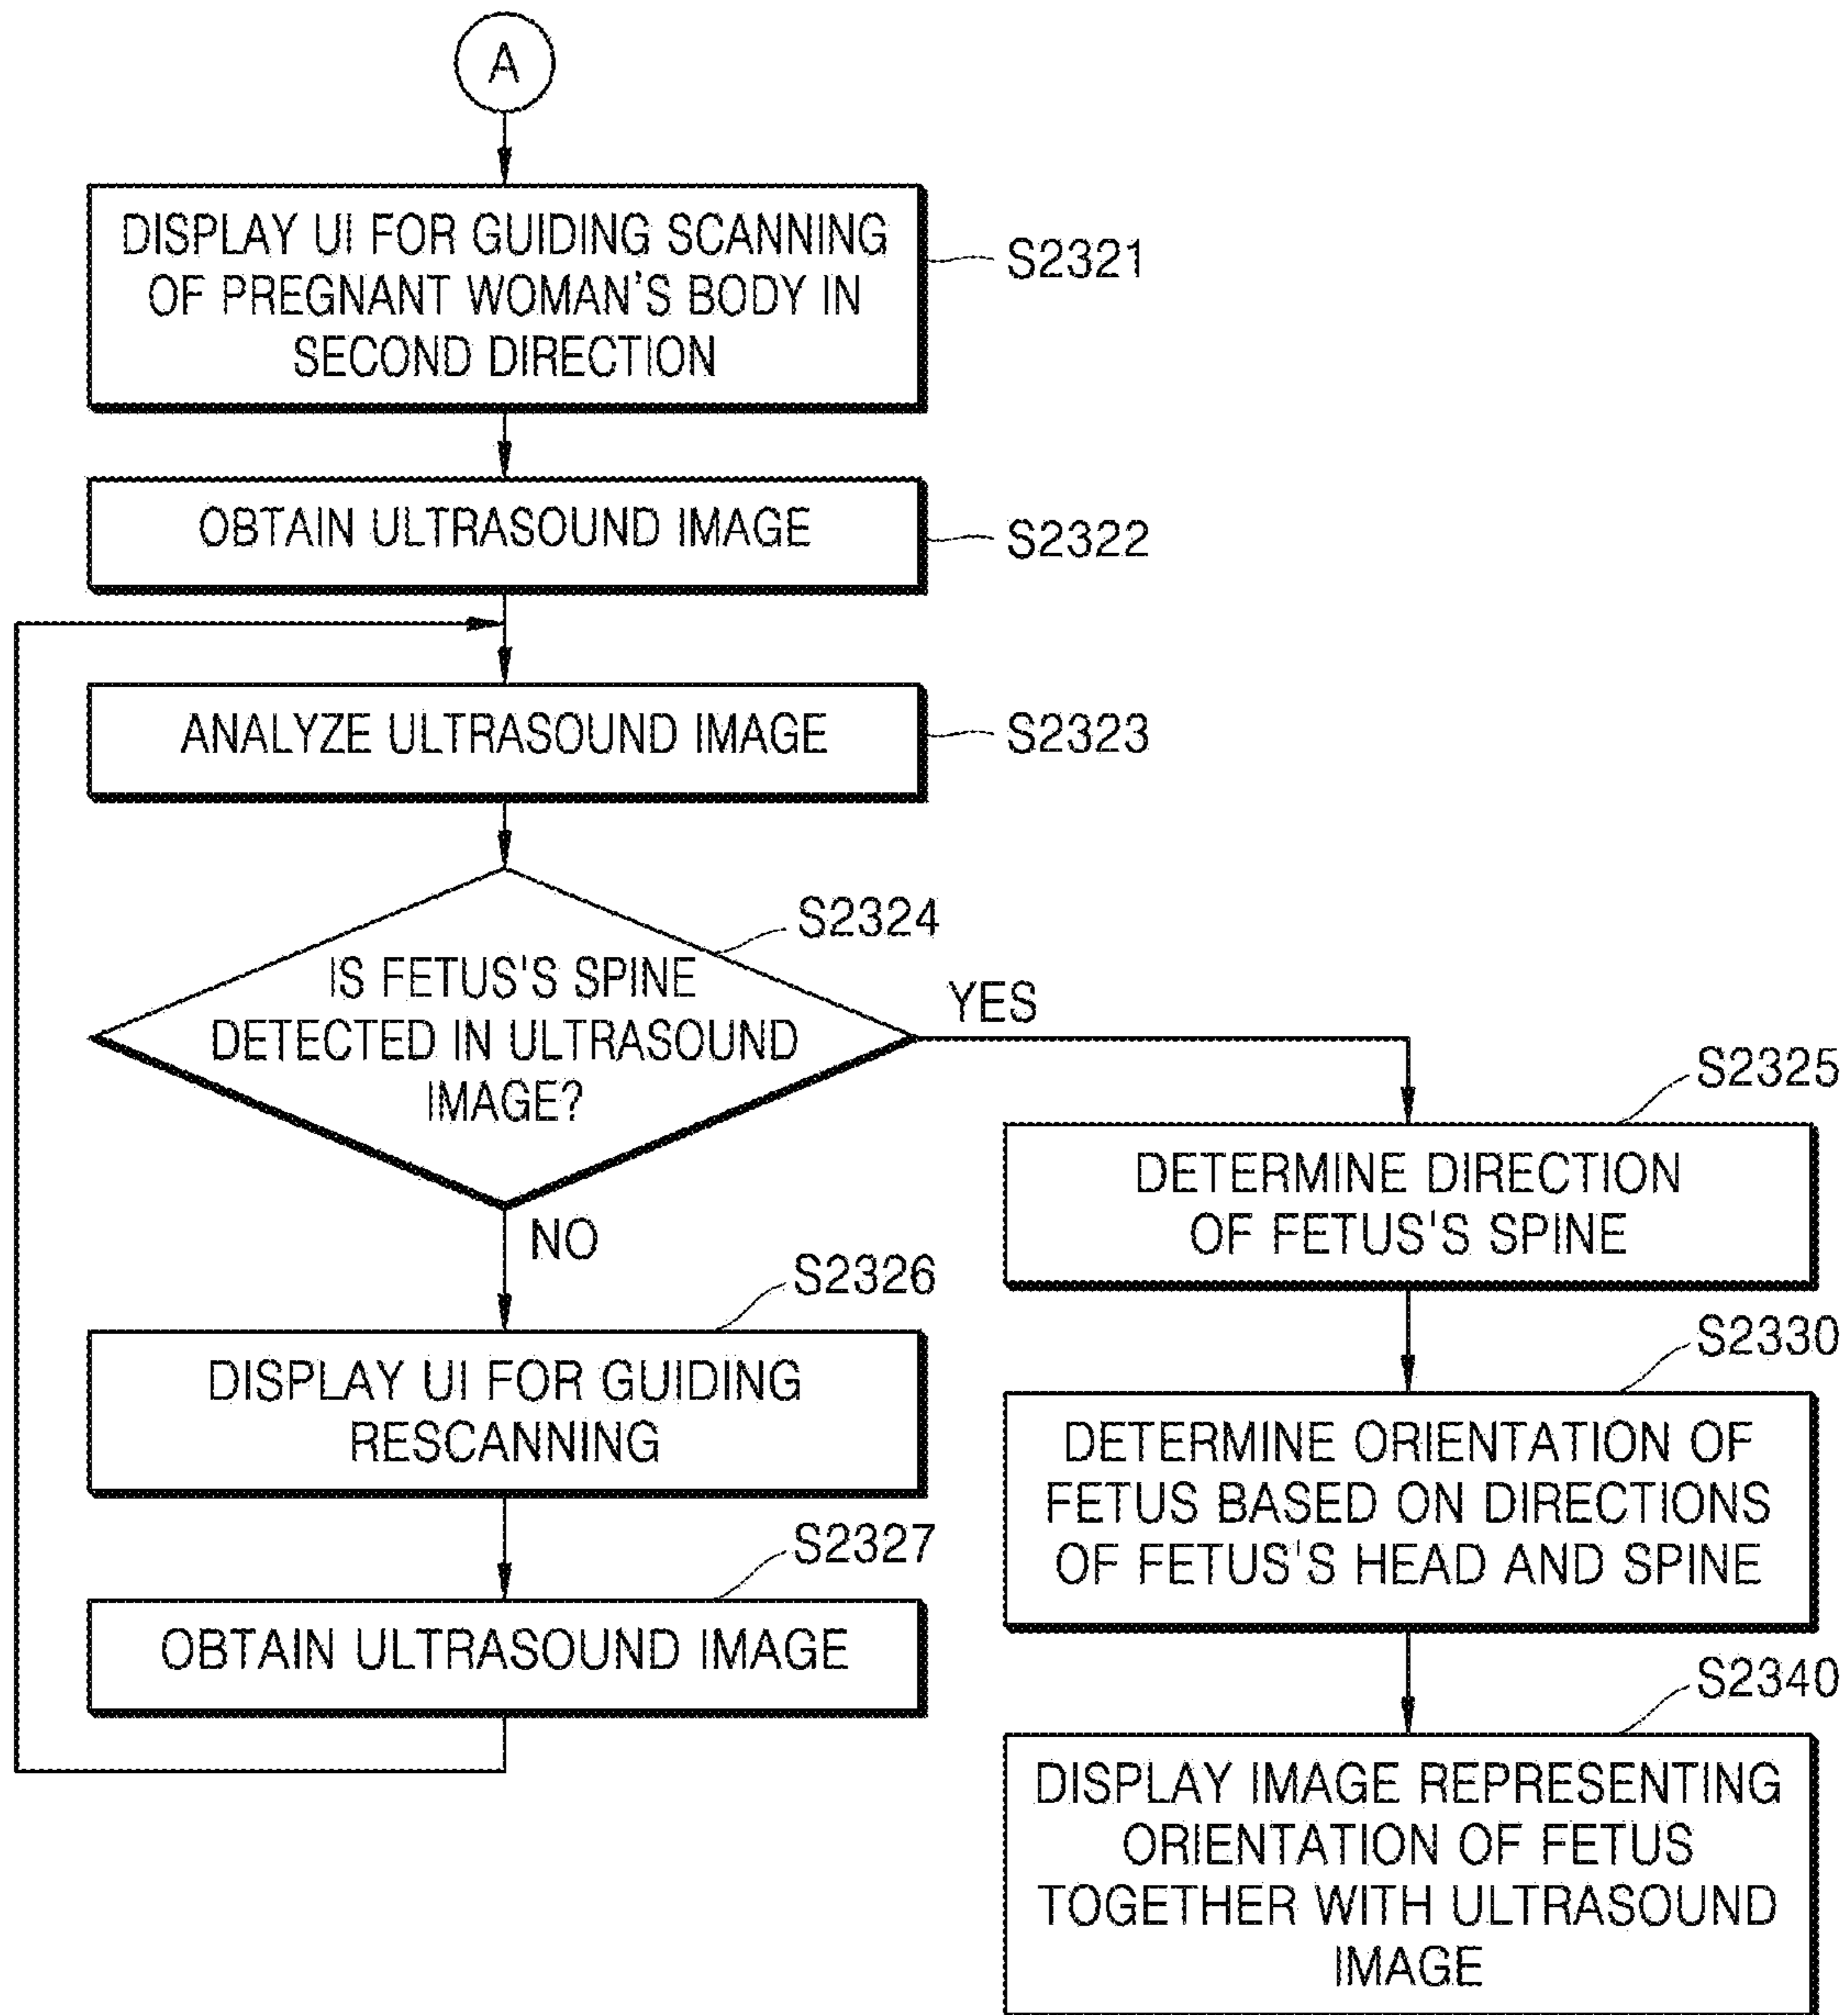 A
DISPLAY UI FOR GUIDING SCANNING
OF PREGNANT WOMAN'S BODY IN
SECOND DIRECTION
S2321
OBTAIN ULTRASOUND IMAGE
S2322
ANALYZE ULTRASOUND IMAGE
S2323
S2324
IS FETUS'S SPINE
DETECTED IN ULTRASOUND
IMAGE?
YES
NO
S2325
DETERMINE DIRECTION
OF FETUS'S SPINE
S2326
DISPLAY UI FOR GUIDING
RESCANNING
S2330
DETERMINE ORIENTATION OF
FETUS BASED ON DIRECTIONS
OF FETUS'S HEAD AND SPINE
S2327
OBTAIN ULTRASOUND IMAGE
S2340
DISPLAY IMAGE REPRESENTING
ORIENTATION OF FETUS
TOGETHER WITH ULTRASOUND
IMAGE